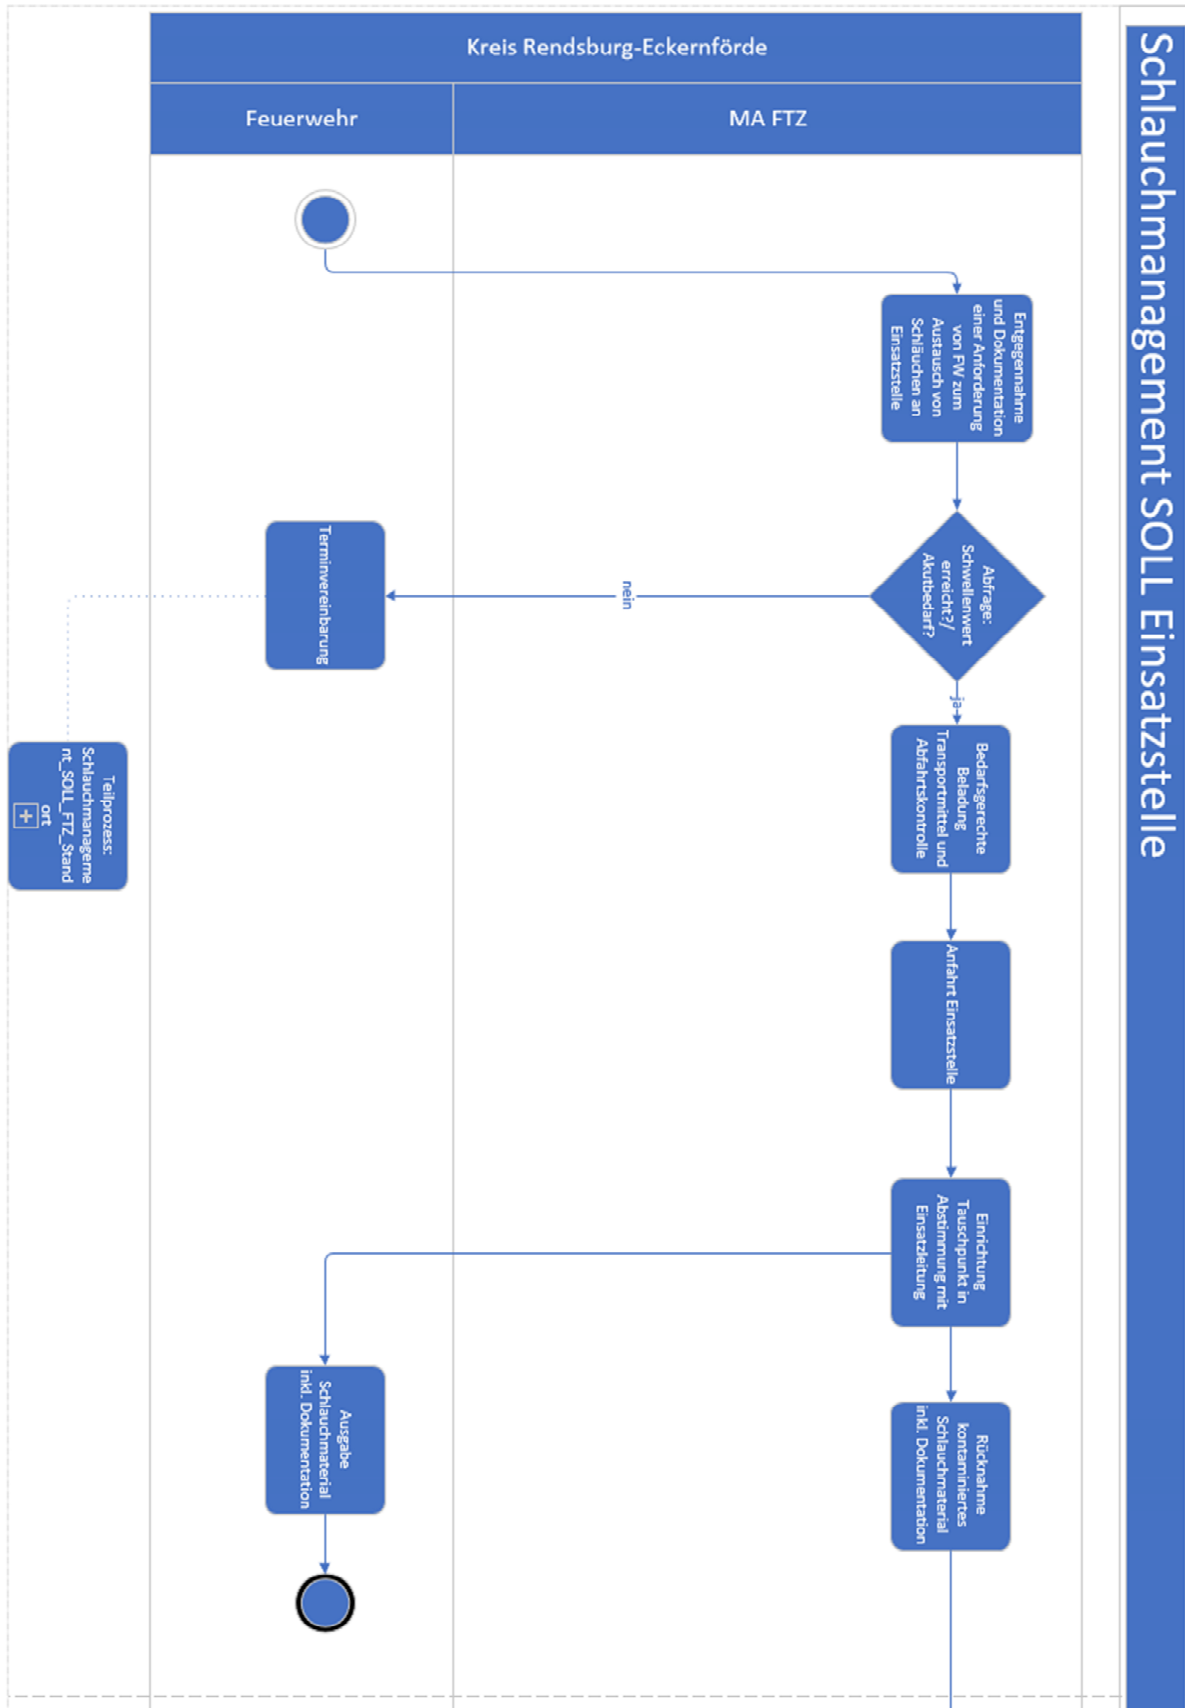 Schlauchmanagement SOLL Einsatzstelle
Kreis Rendsburg-Eckernförde
Feuerwehr
MA FTZ
Entgegennahme
und Dokumentation
einer Anforderung
von FW zum
Austausch von
Schläuchen an
Einsatzstelle
Abfrage:
Schwellenwert
erreicht?/
Akutbedarf?
nein
Terminvereinbarung
Teilprozess:
Schlauchmanageme
nt_SOLL_FTZ_Stand
ort
ja
Bedarfsgerechte
Beladung
Transportmittel und
Abfahrtskontrolle
Anfahrt Einsatzstelle
Einrichtung
Tauschpunkt in
Abstimmung mit
Einsatzleitung
Ausgabe
Schlauchmaterial
inkl. Dokumentation
Rücknahme
kontaminiertes
Schlauchmaterial
inkl. Dokumentation